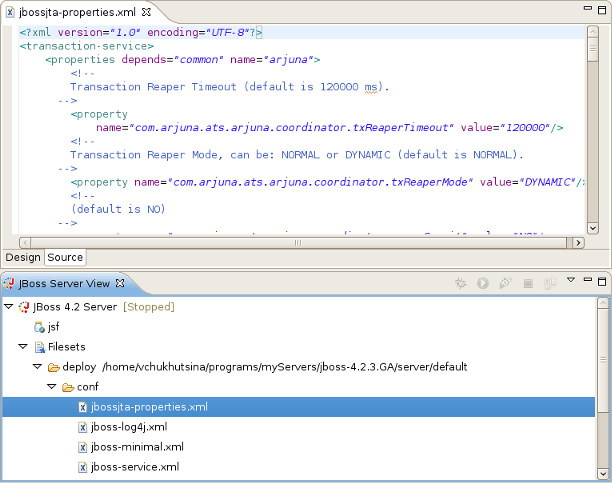 jbossjta-properties.xml
<?xml version="1.0" encoding="UTF-8"?>
<transaction-service>
<properties depends="common" name="arjuna">
<!--
Transaction Reaper Timeout (default is 120000 ms).
-->
<property
name="com.arjuna.ats.arjuna.coordinator.txReaperTimeout" value="120000"/>
<!--
Transaction Reaper Mode, can be: NORMAL or DYNAMIC (default is NORMAL).
-->
<property name="com.arjuna.ats.arjuna.coordinator.txReaperMode" value="DYNAMIC"/>
<!--
(default is NO)
-->
Design Source
JBoss Server View
JBoss 4.2 Server [Stopped]
jsf
Filesets
deploy /home/vchukhutsina/programs/myServers/jboss-4.2.3.GA/server/default
conf
jbossjta-properties.xml
jboss-log4j.xml
jboss-minimal.xml
jboss-service.xml